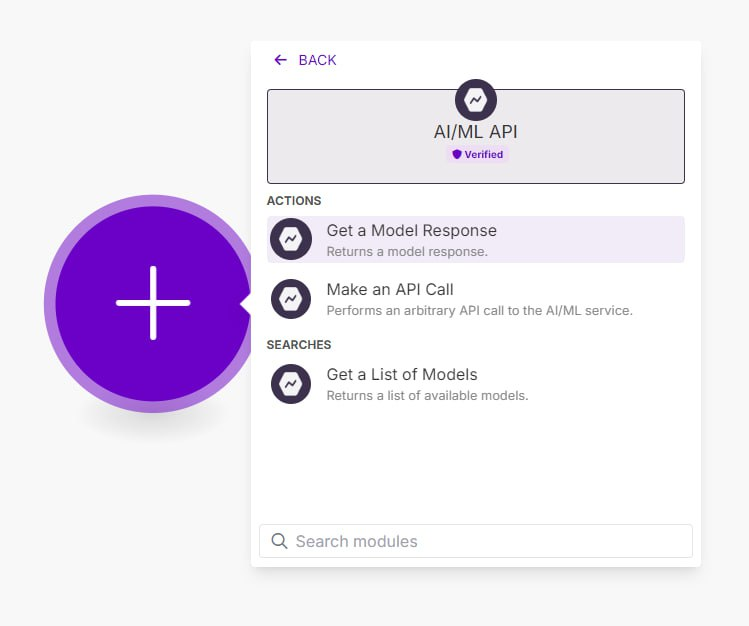 BACK
AI/ML API
Verified
ACTIONS
Get a Model Response
Returns a model response.
Make an API Call
Performs an arbitrary API call to the AI/ML service.
SEARCHES
Get a List of Models
Returns a list of available models.
Search modules